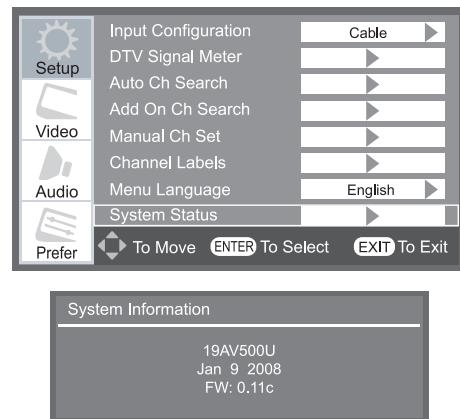 Setup
Video
Audio
Prefer
Input Configuration Cable
DTV Signal Meter
Auto Ch Search
Add On Ch Search
Manual Ch Set
Channel Labels
Menu Language English
System Status
To Move ENTER To Select EXIT To Exit
System Information
19AV500U
Jan 9 2008
FW: 0.11c